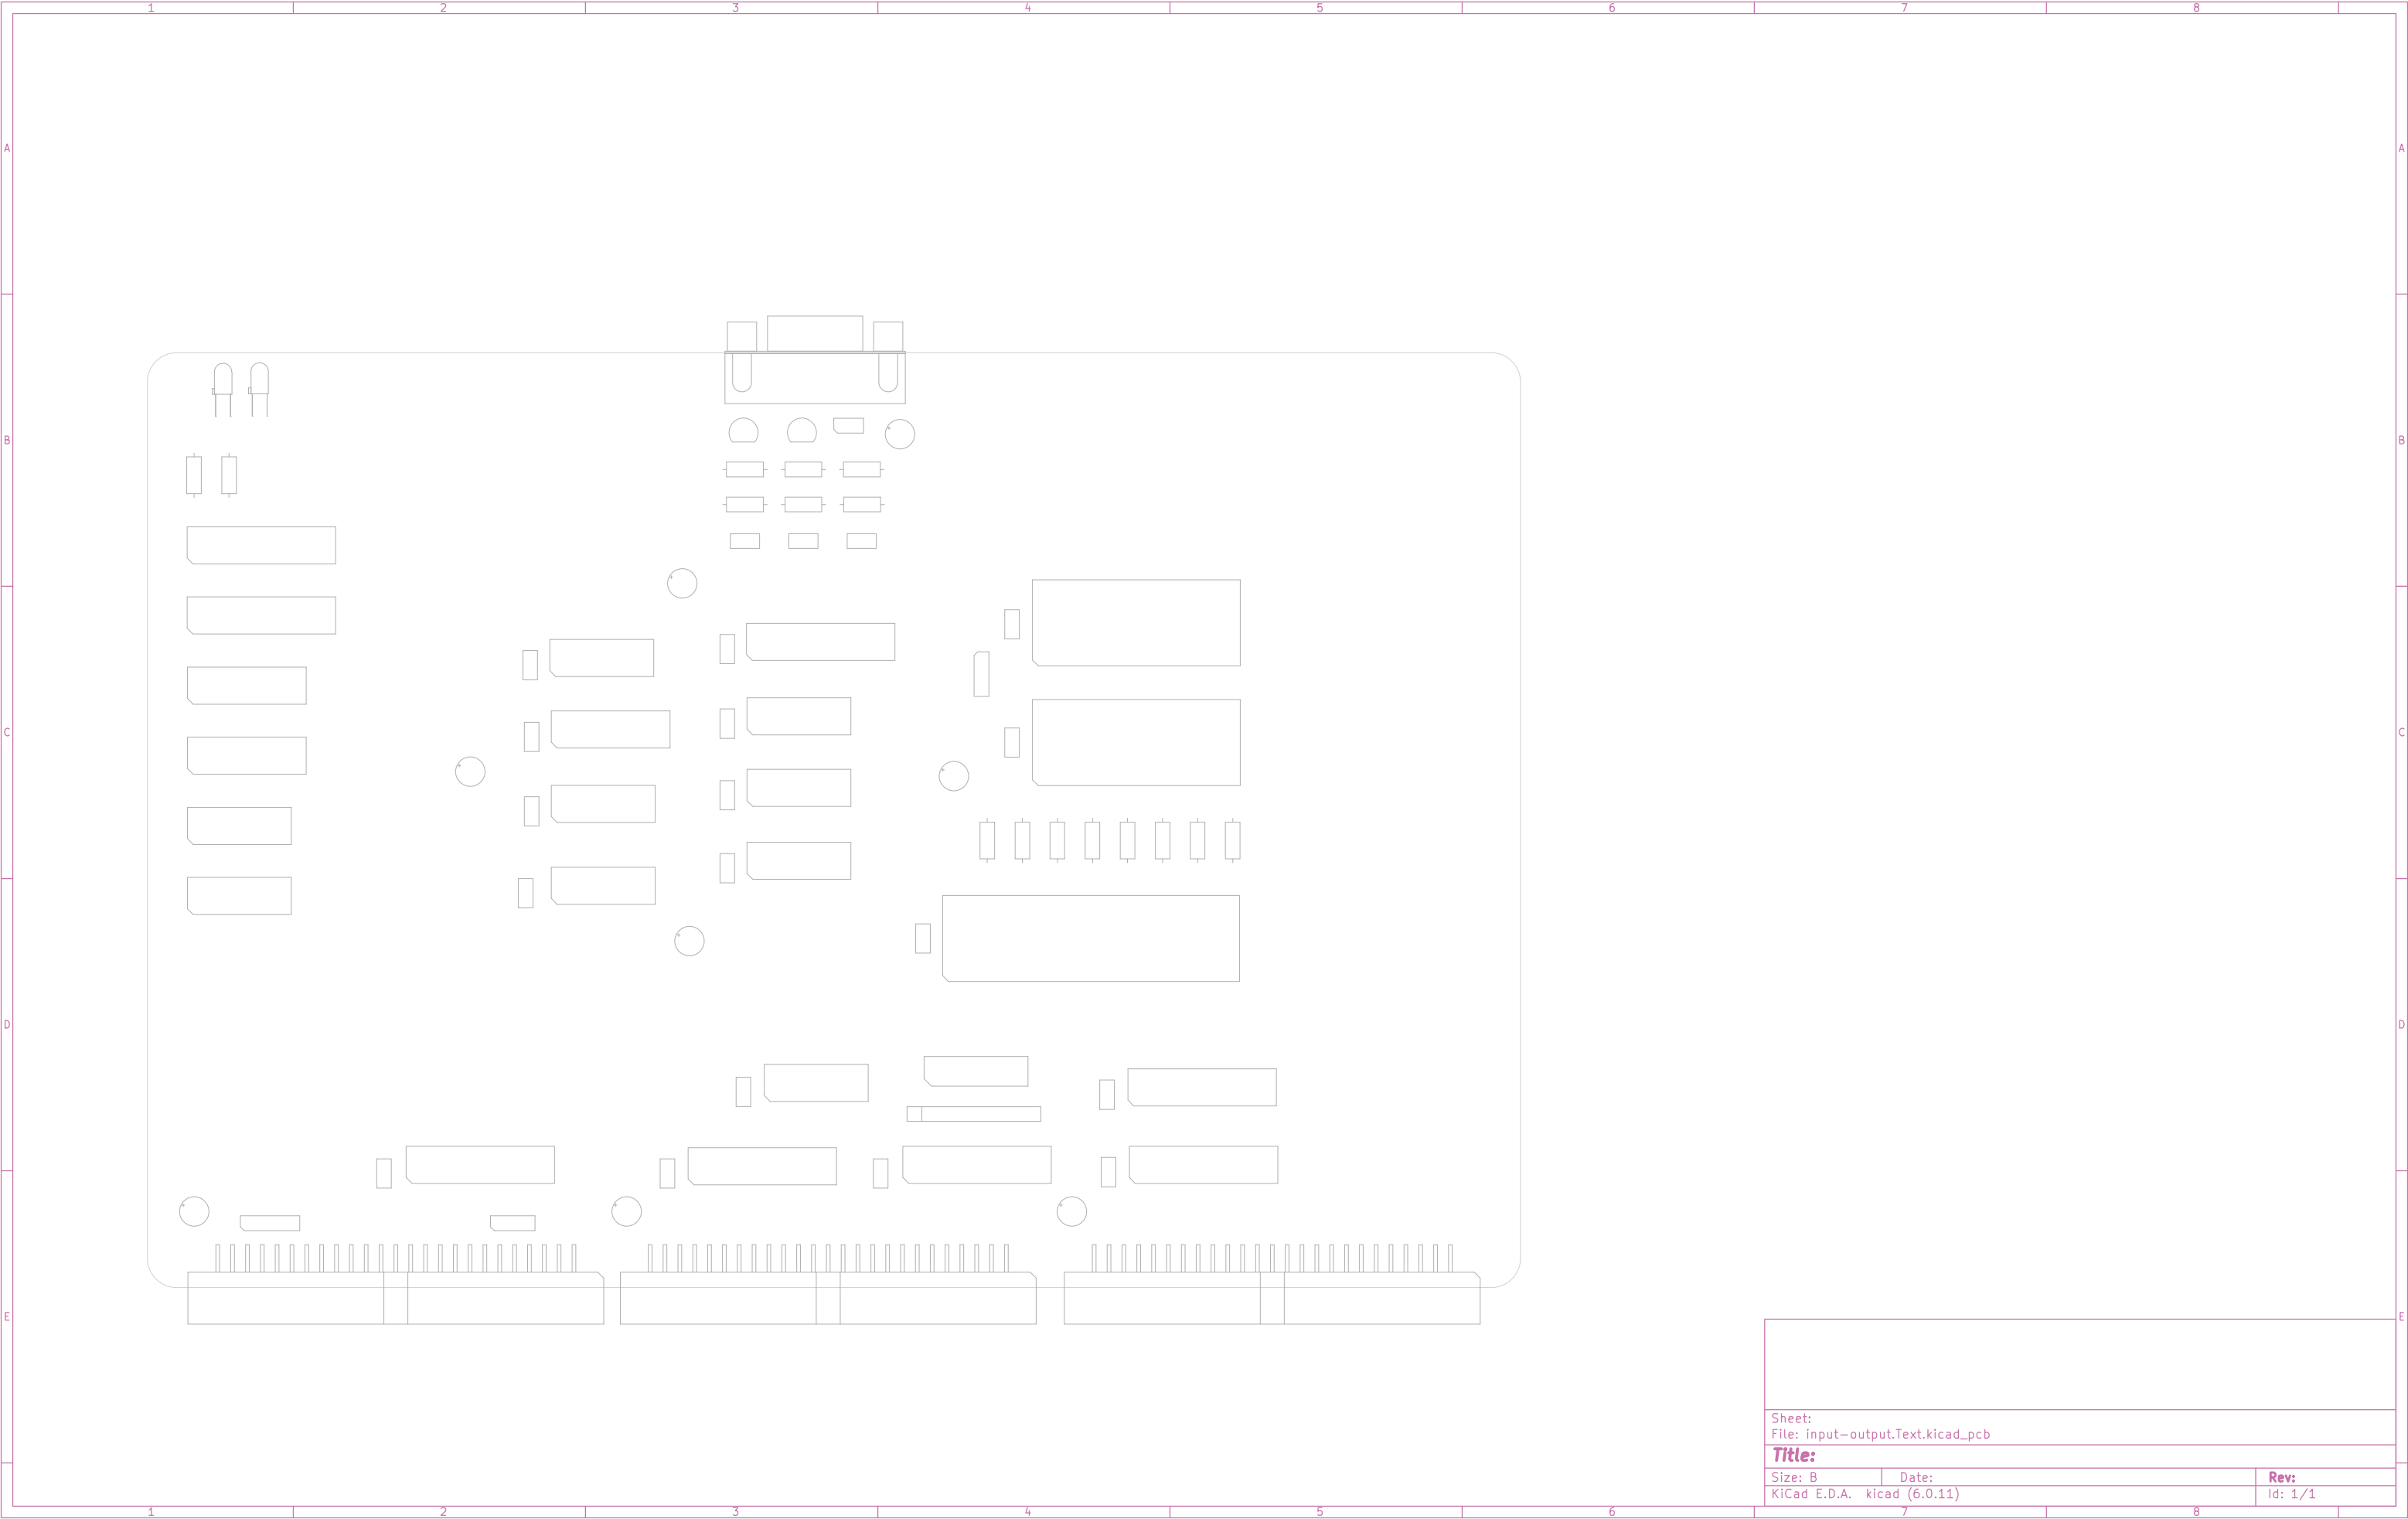 1 2 3 4 5 6 7 8
A A
B B
C C
D D
E E
Sheet:
File: input-output.Text.kicad_pcb
Title:
Size: B Date: Rev:
KiCad E.D.A. kicad (6.0.11) Id: 1/1
1 2 3 4 5 6 7 8